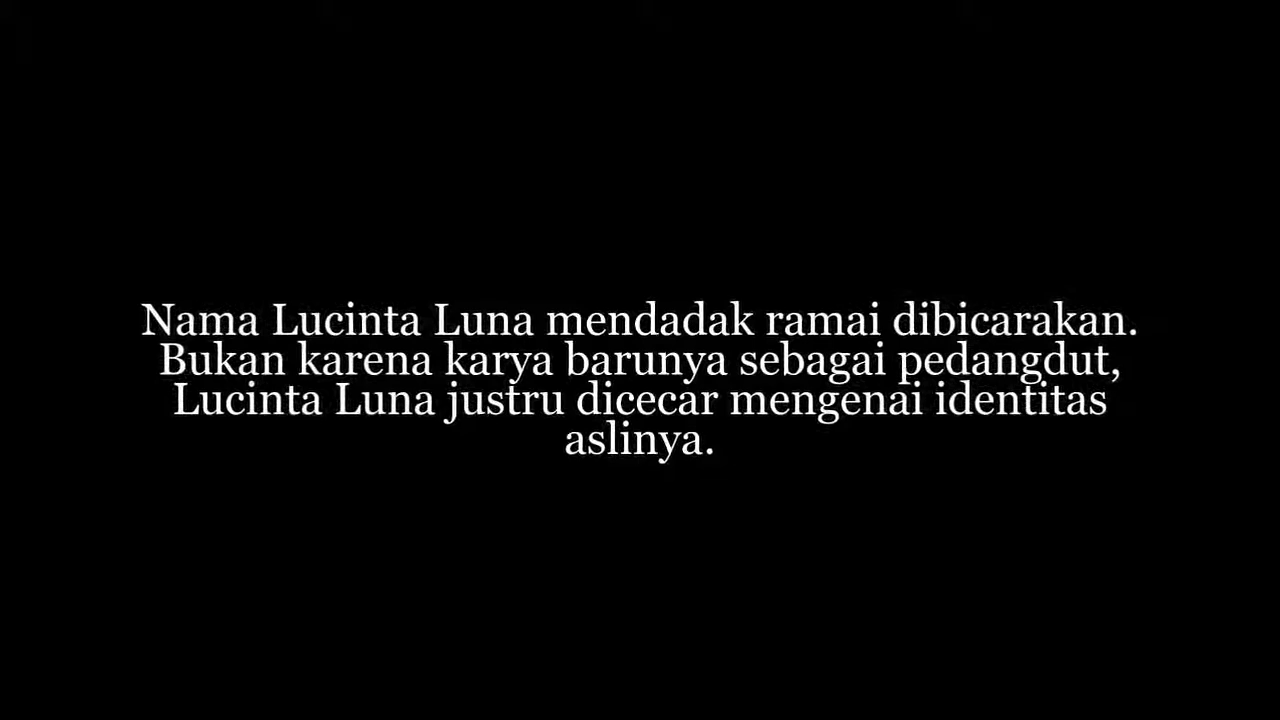 Nama Lucinta Luna mendadak ramai dibicarakan.
Bukan karena karya barunya sebagai pedangdut,
Lucinta Luna justru dicecar mengenai identitas
aslinya.